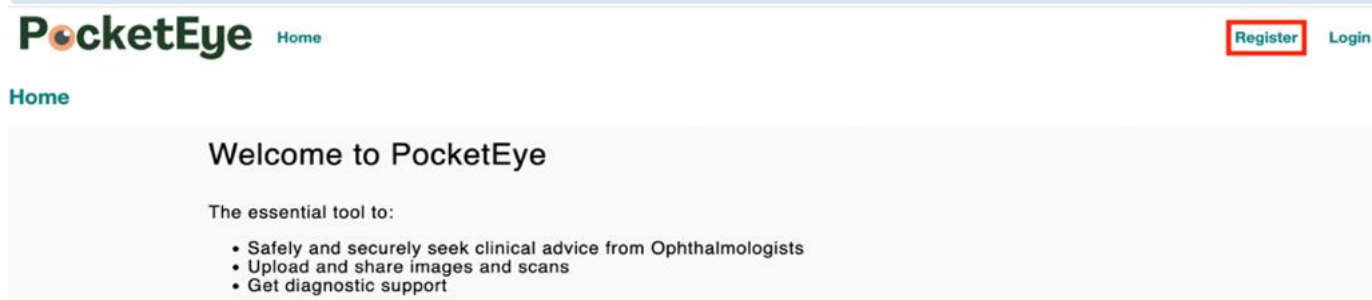 PocketEye Home Register Login
Home
Welcome to PocketEye
The essential tool to:
• Safely and securely seek clinical advice from Ophthalmologists
• Upload and share images and scans
• Get diagnostic support